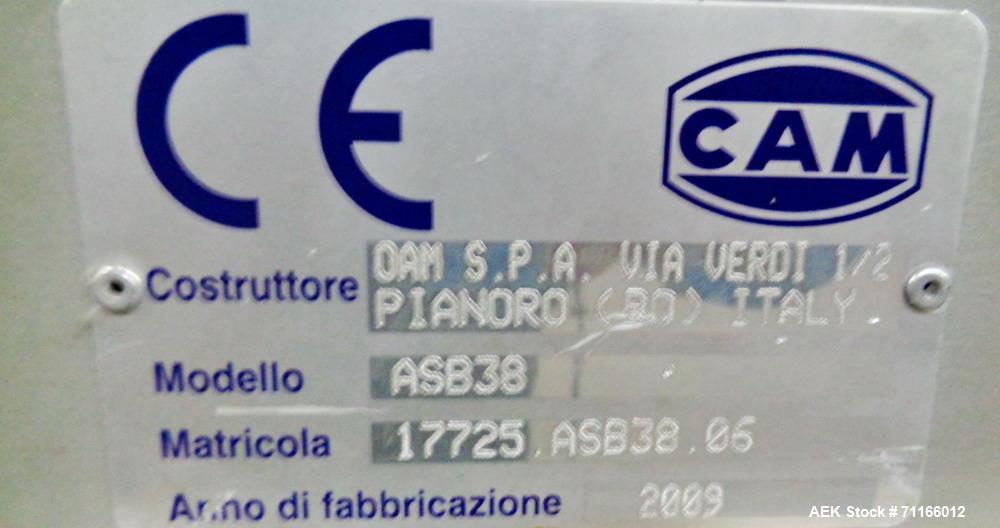 CE
CAM
Costruttore OAM S.P.A. VIA VERDI 1/2
PIANORO (BO) ITALY
Modello ASB38
Matricola 17725.ASB38.06
Anno di fabbricazione 2009
AEK Stock #71166012